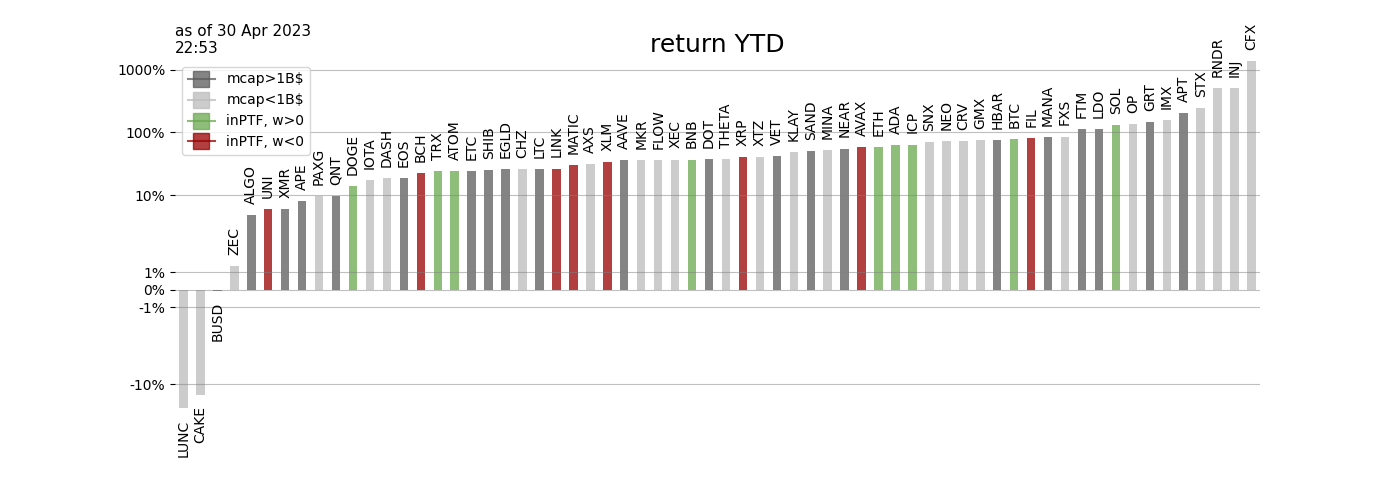 as of 30 Apr 2023
22:53
return YTD
1000%
100%
10%
1%
0%
-1%
-10%
mcap>1B$
mcap<1B$
inPTF, w>0
inPTF, w<0
LUNC
CAKE
BUSD
ZEC
ALGO
UNI
XMR
APE
PAXG
QNT
DOGE
IOTA
DASH
EOS
BCH
TRX
ATOM
ETC
SHIB
EGLD
CHZ
LTC
LINK
MATIC
AXS
XLM
AAVE
MKR
FLOW
XEC
BNB
DOT
THETA
XRP
XTZ
VET
KLAY
SAND
MINA
NEAR
AVAX
ETH
ADA
ICP
SNX
NEO
CRV
GMX
HBAR
BTC
FIL
MANA
FXS
FTM
LDO
SOL
OP
GRT
IMX
APT
STX
RNDR
INJ
CFX